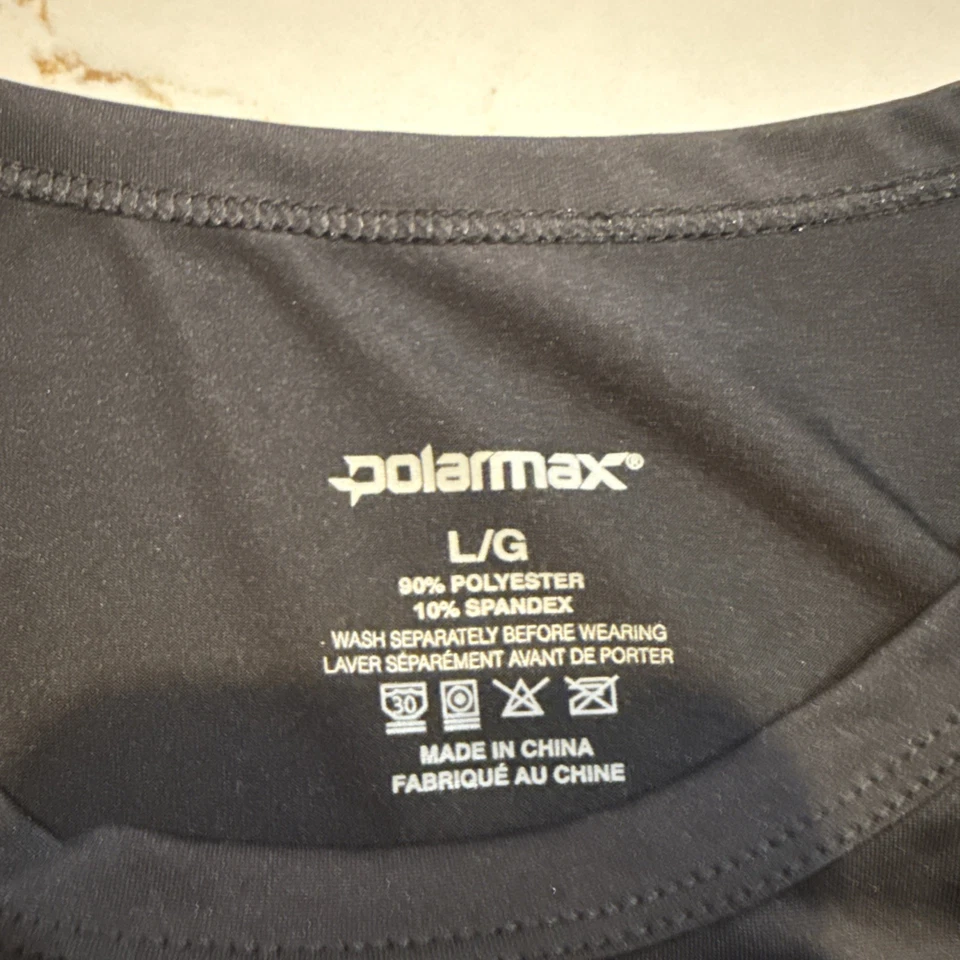 polarmax®
L/G
90% POLYESTER
10% SPANDEX
WASH SEPARATELY BEFORE WEARING
LAVER SÉPARÉMENT AVANT DE PORTER
30
MADE IN CHINA
FABRIQUÉ AU CHINE